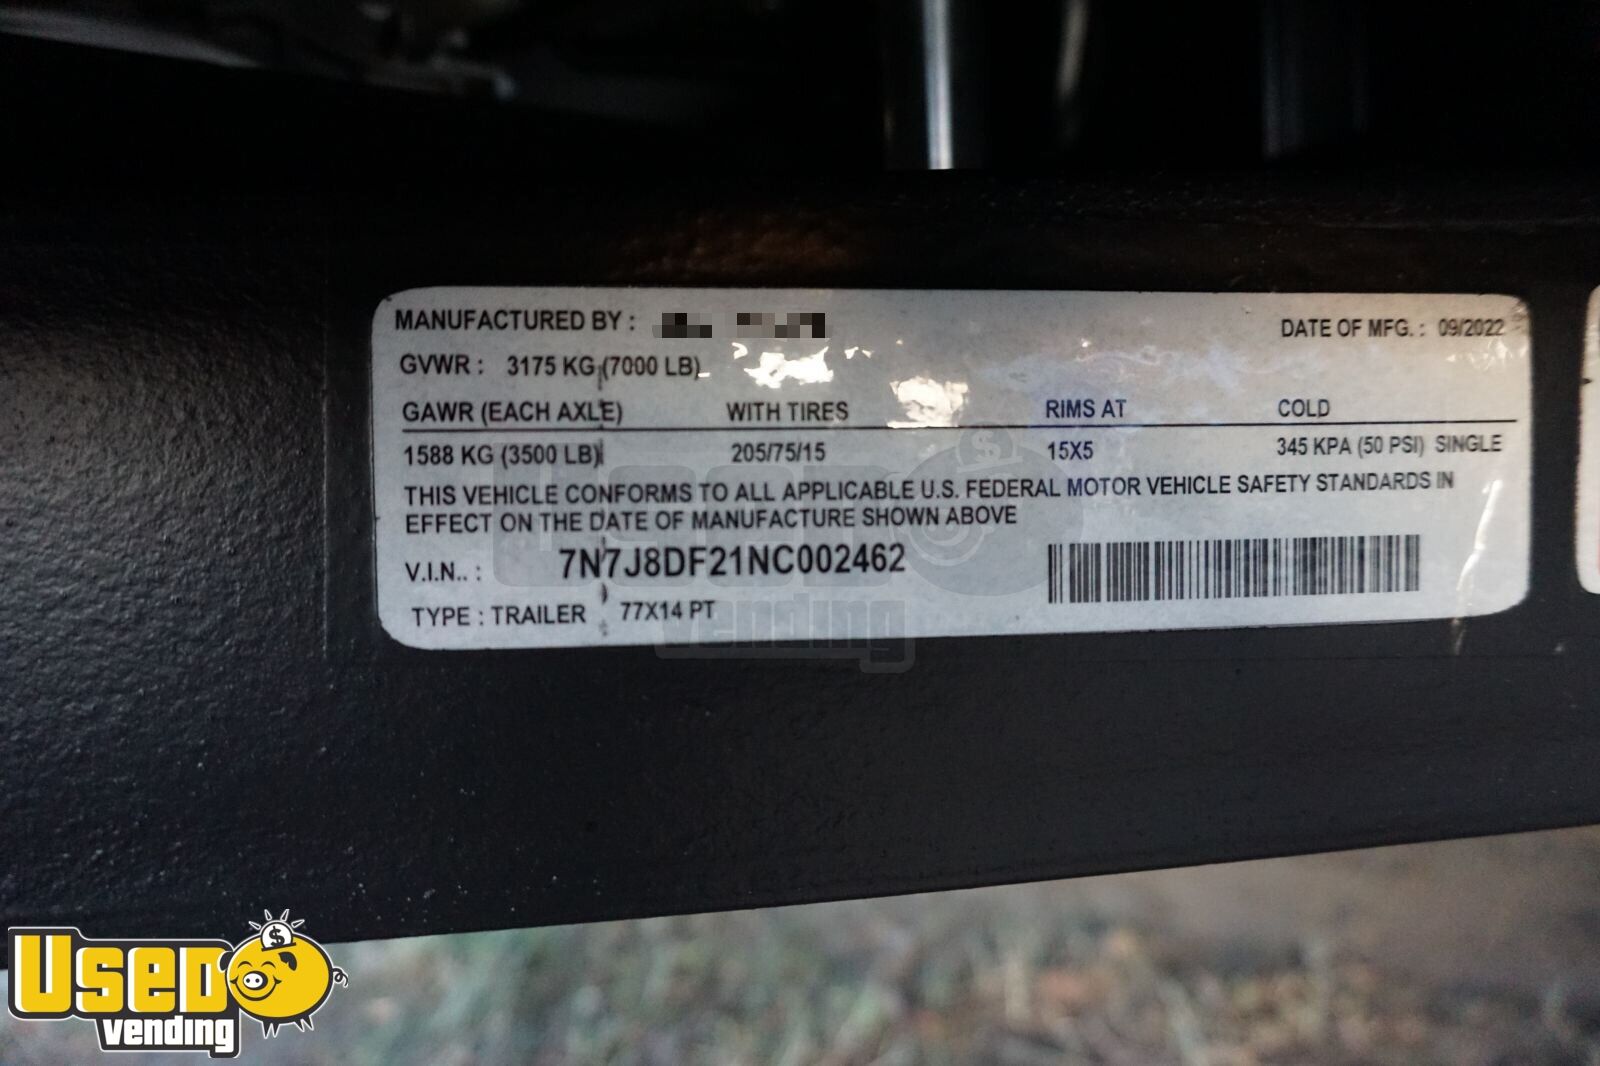 MANUFACTURED BY : DATE OF MFG. : 09/2022
GVWR : 3175 KG (7000 LB)
GAWR (EACH AXLE) WITH TIRES RIMS AT COLD
1588 KG (3500 LB) 205/75/15 15X5 345 KPA (50 PSI) SINGLE
THIS VEHICLE CONFORMS TO ALL APPLICABLE U.S. FEDERAL MOTOR VEHICLE SAFETY STANDARDS IN
EFFECT ON THE DATE OF MANUFACTURE SHOWN ABOVE
V.I.N.. : 7N7J8DF21NC002462
TYPE : TRAILER 77X14 PT
USED
vending
$
USED
vending
$